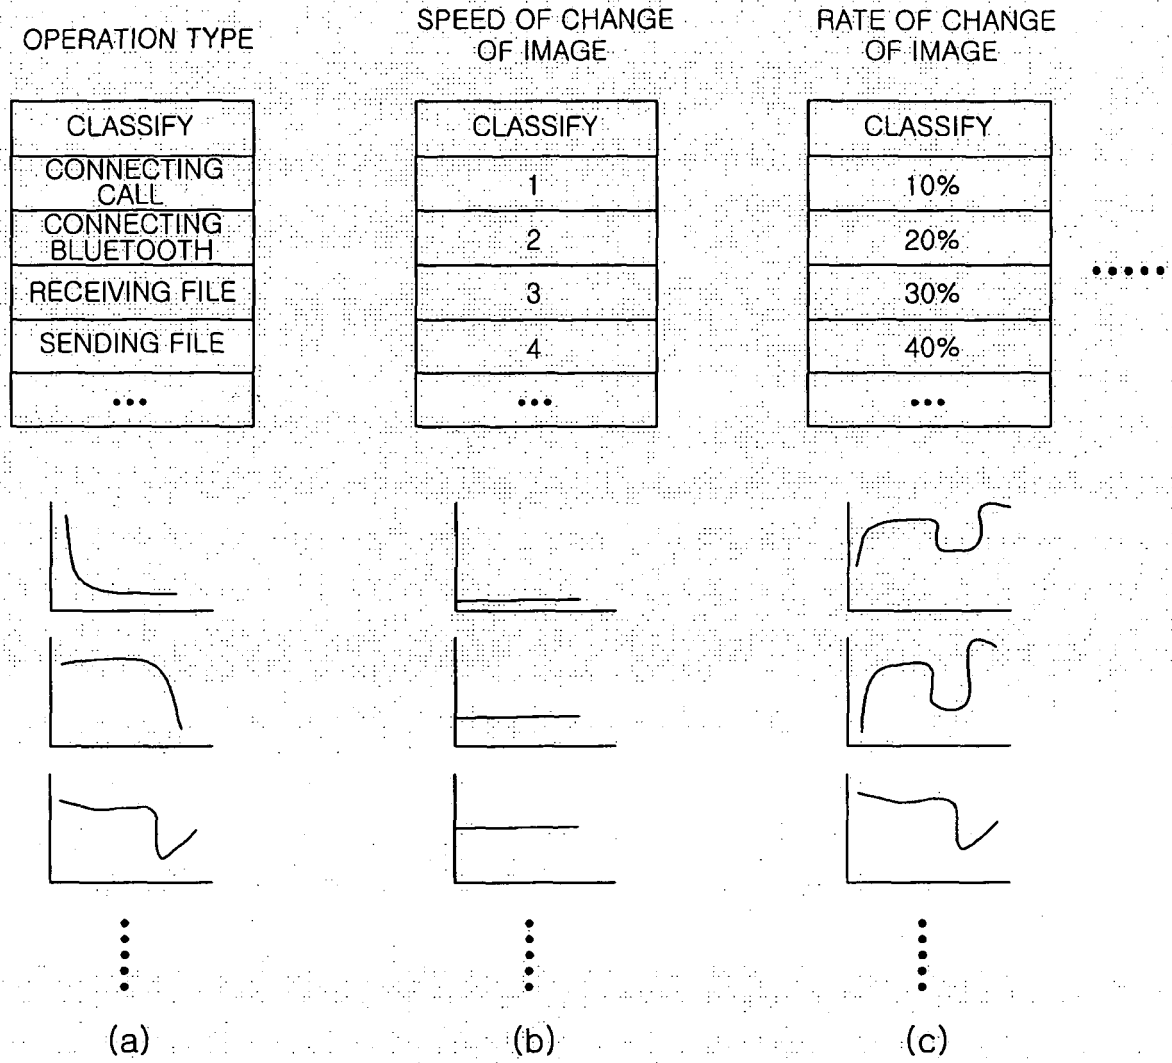 OPERATION TYPE
CLASSIFY
CONNECTING
CALL
CONNECTING
BLUETOOTH
RECEIVING FILE
SENDING FILE
•••
(a)
SPEED OF CHANGE
OF IMAGE
CLASSIFY
1
2
3
4
•••
(b)
RATE OF CHANGE
OF IMAGE
CLASSIFY
10%
20%
30%
40%
•••
(c)